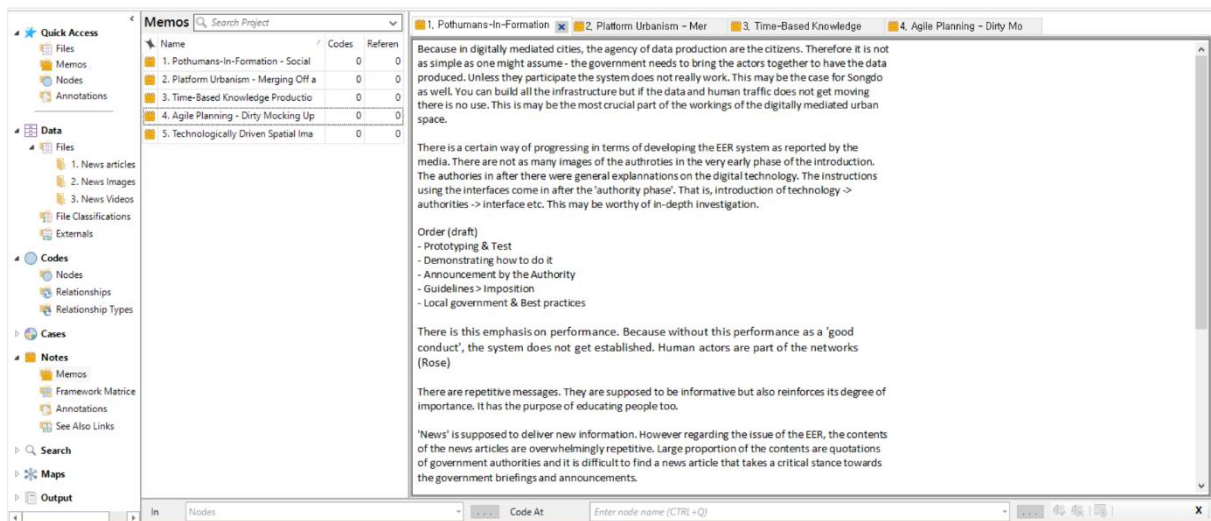 Quick Access
Files
Memos
Nodes
Annotations
Data
Files
1. News articles
2. News Images
3. News Videos
File Classifications
Externals
Codes
Nodes
Relationships
Relationship Types
Cases
Notes
Memos
Framework Matrice
Annotations
See Also Links
Search
Maps
Output
Memos Search Project
Name Codes Referen
1. Pothumans-In-Formation - Social 0 0
2. Platform Urbanism - Merging Off a 0 0
3. Time-Based Knowledge Productio 0 0
4. Agile Planning - Dirty Mocking Up 0 0
5. Technologically Driven Spatial Ima 0 0
1. Pothumans-In-Formation x 2. Platform Urbanism - Mer 3. Time-Based Knowledge 4. Agile Planning - Dirty Mo
Because in digitally mediated cities, the agency of data production are the citizens. Therefore it is not
as simple as one might assume - the government needs to bring the actors together to have the data
produced. Unless they participate the system does not really work. This may be the case for Songdo
as well. You can build all the infrastructure but if the data and human traffic does not get moving
there is no use. This is may be the most crucial part of the workings of the digitally mediated urban
space.
There is a certain way of progressing in terms of developing the EER system as reported by the
media. There are not as many images of the authroties in the very early phase of the introduction.
The authories in after there were general explannations on the digital technology. The instructions
using the interfaces come in after the 'authority phase'. That is, introduction of technology ->
authorities -> interface etc. This may be worthy of in-depth investigation.
Order (draft)
- Prototyping & Test
- Demonstrating how to do it
- Announcement by the Authority
- Guidelines > Imposition
- Local government & Best practices
There is this emphasis on performance. Because without this performance as a 'good
conduct', the system does not get established. Human actors are part of the networks
(Rose)
There are repetitive messages. They are supposed to be informative but also reinforces its degree of
importance. It has the purpose of educating people too.
'News' is supposed to deliver new information. However regarding the issue of the EER, the contents
of the news articles are overwhelmingly repetitive. Large proportion of the contents are quotations
of government authorities and it is difficult to find a news article that takes a critical stance towards
the government briefings and announcements.
In Nodes ... Code At Enter node name (CTRL+Q) ... X